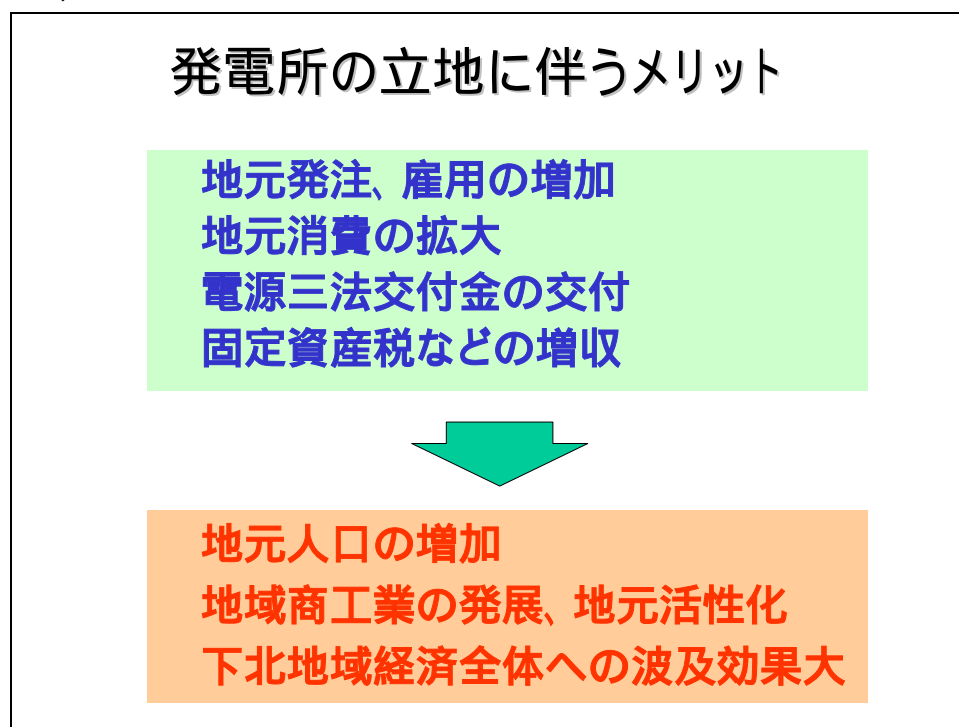 発電所の立地に伴うメリット
地元発注、雇用の増加
地元消費の拡大
電源三法交付金の交付
固定資産税などの増収
地元人口の増加
地域商工業の発展、地元活性化
下北地域経済全体への波及効果大